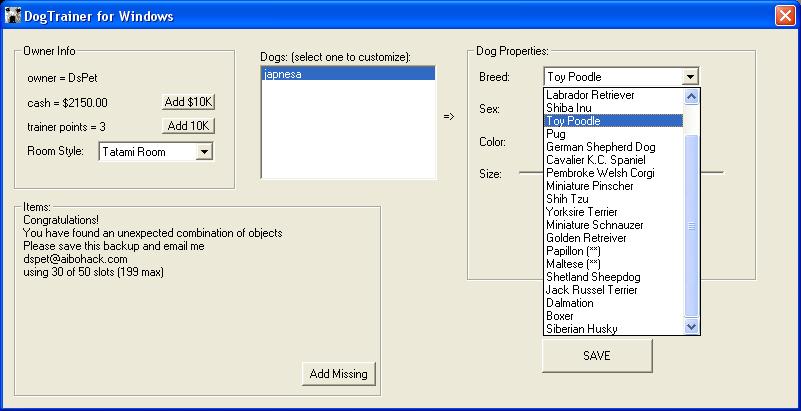 DogTrainer for Windows
Owner Info
owner = DsPet
cash = $2150.00
Add $10K
trainer points = 3
Add 10K
Room Style:
Tatami Room
Dogs: (select one to customize):
japnesa
=>
Dog Properties:
Breed:
Toy Poodle
Sex:
Color:
Size:
Labrador Retriever
Shiba Inu
Toy Poodle
Pug
German Shepherd Dog
Cavalier K.C. Spaniel
Pembroke Welsh Corgi
Miniature Pinscher
Shih Tzu
Yorksire Terrier
Miniature Schnauzer
Golden Retreiver
Papillon (**)
Maltese (**)
Shetland Sheepdog
Jack Russel Terrier
Dalmation
Boxer
Siberian Husky
Items:
Congratulations!
You have found an unexpected combination of objects
Please save this backup and email me
dspet@aibohack.com
using 30 of 50 slots (199 max)
Add Missing
SAVE